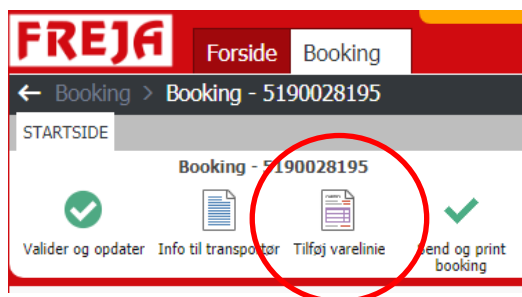 FREJA
Forside Booking
← Booking > Booking - 5190028195
STARTSIDE
Booking - 5190028195
Valider og opdater Info til transportør Tilføj varelinie Send og print
booking